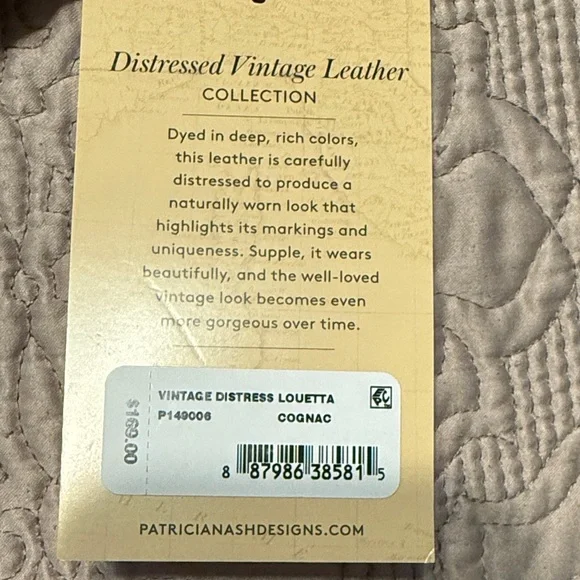 Distressed Vintage Leather
COLLECTION
Dyed in deep, rich colors,
this leather is carefully
distressed to produce a
naturally worn look that
highlights its markings and
uniqueness. Supple, it wears
beautifully, and the well-loved
vintage look becomes even
more gorgeous over time.
$169.00
VINTAGE DISTRESS LOUETTA
P149006 COGNAC
8 87986 38581 5
PATRICIANASHDESIGNS.COM